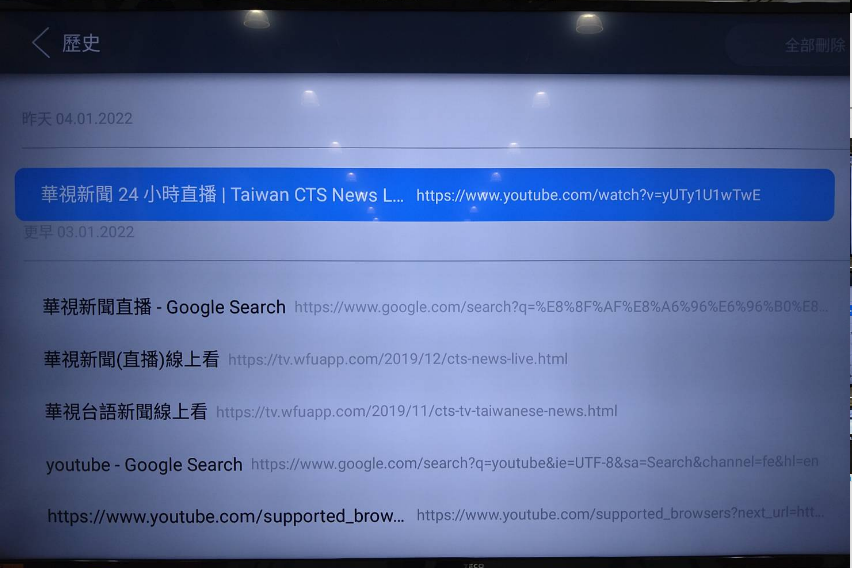 歷史 全部刪除
昨天 04.01.2022
華視新聞 24 小時直播 | Taiwan CTS News L... https://www.youtube.com/watch?v=yUTy1U1wTwE
更早 03.01.2022
華視新聞直播 - Google Search https://www.google.com/search?q=%E8%8F%AF%E8%A6%96%E6%96%B0%E8...
華視新聞(直播)線上看 https://tv.wfuapp.com/2019/12/cts-news-live.html
華視台語新聞線上看 https://tv.wfuapp.com/2019/11/cts-tv-taiwanese-news.html
youtube - Google Search https://www.google.com/search?q=youtube&ie=UTF-8&sa=Search&channel=fe&hl=en
https://www.youtube.com/supported_brow... https://www.youtube.com/supported_browsers?next_url=htt...